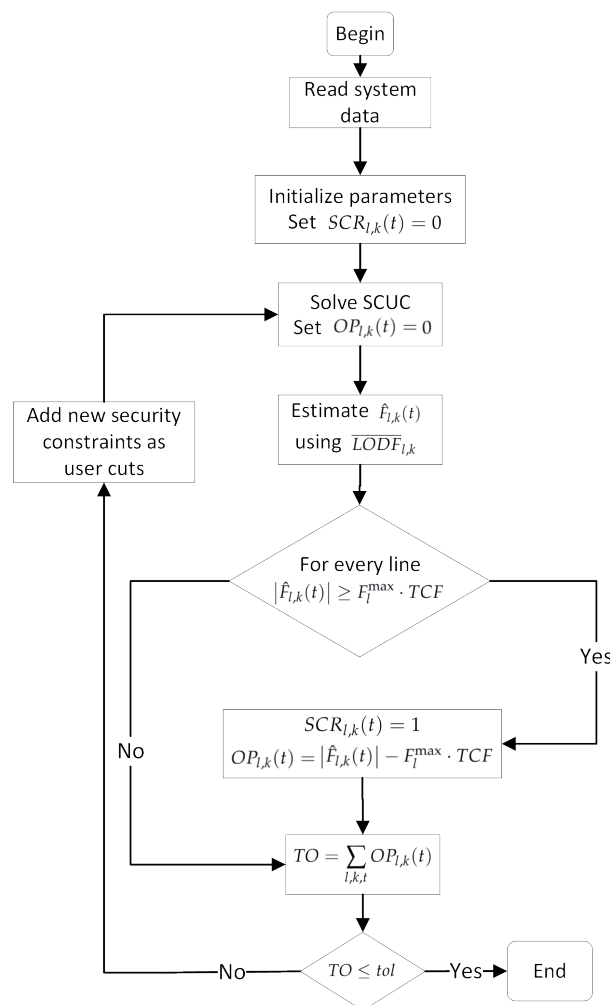 Begin
Read system
data
Initialize parameters
Set SCR_{l,k}(t) = 0
Solve SCUC
Set OP_{l,k}(t) = 0
Estimate F̂_{l,k}(t)
using \overline{LODF}_{l,k}
Add new security
constraints as
user cuts
For every line
|F̂_{l,k}(t)| ≥ F_l^{max} · TCF
Yes
No
SCR_{l,k}(t) = 1
OP_{l,k}(t) = |F̂_{l,k}(t)| − F_l^{max} · TCF
TO = ∑_{l,k,t} OP_{l,k}(t)
No
TO ≤ tol
Yes
End